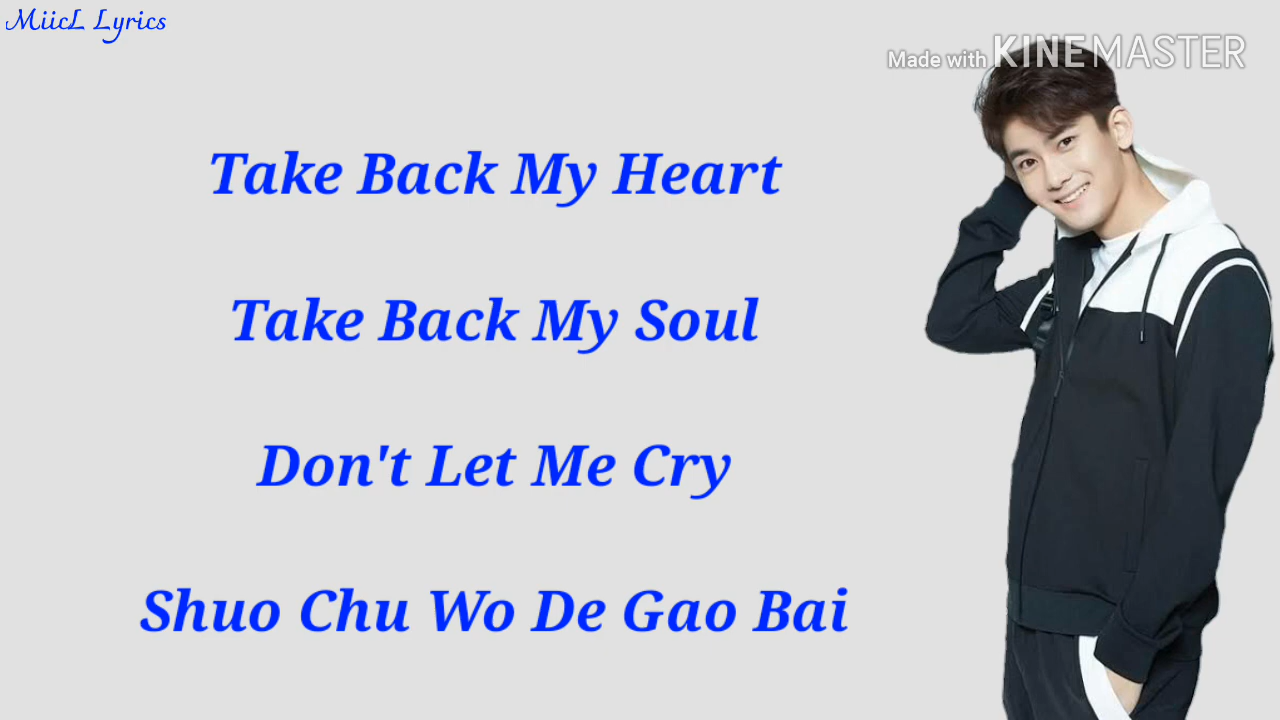 MiicL Lyrics
Made with KINEMASTER
Take Back My Heart
Take Back My Soul
Don't Let Me Cry
Shuo Chu Wo De Gao Bai